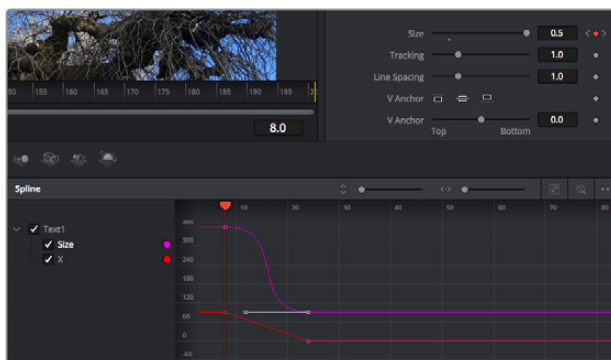 Size 0.5
Tracking 1.0
Line Spacing 1.0
150 155 160 165 170 175 180 185 190 195
V Anchor
V Anchor 0.0
8.0
Top Bottom
Spline
10 20 30 40 50 60 70 80
Text1
300
Size
240
X
180
120
60
0
-60